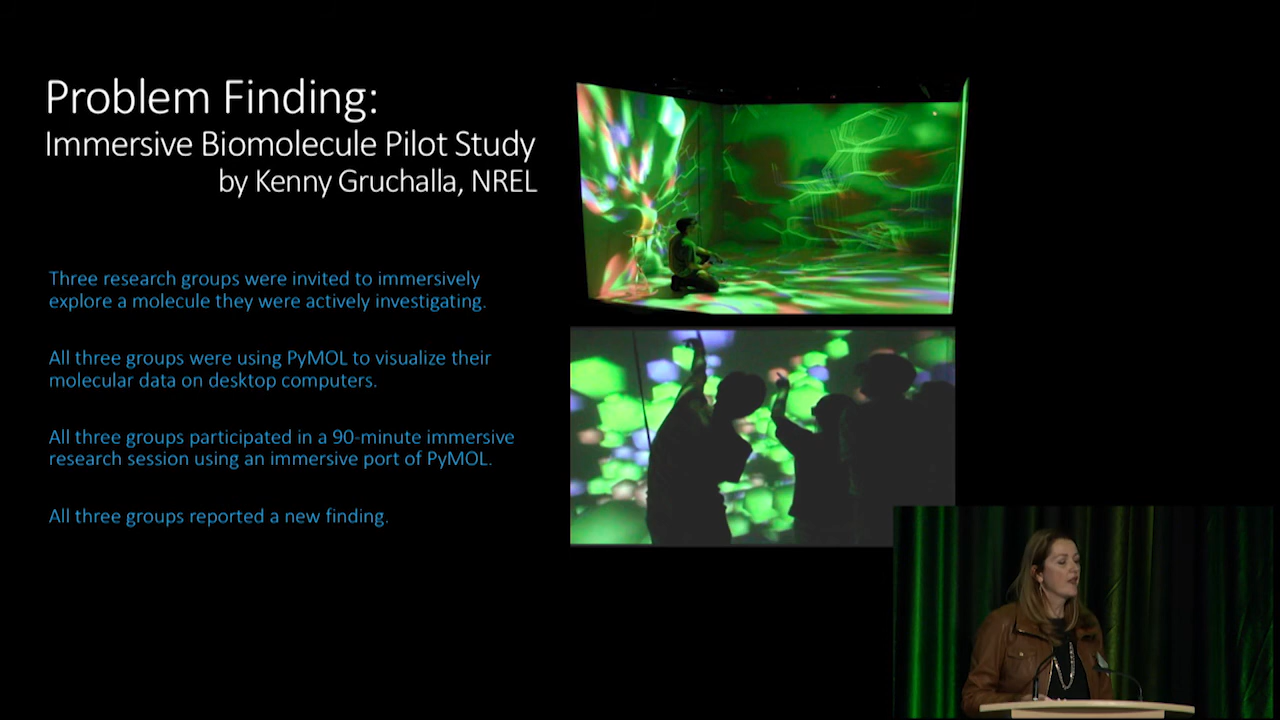 Problem Finding:
Immersive Biomolecule Pilot Study
by Kenny Gruchalla, NREL
Three research groups were invited to immersively
explore a molecule they were actively investigating.
All three groups were using PyMOL to visualize their
molecular data on desktop computers.
All three groups participated in a 90-minute immersive
research session using an immersive port of PyMOL.
All three groups reported a new finding.